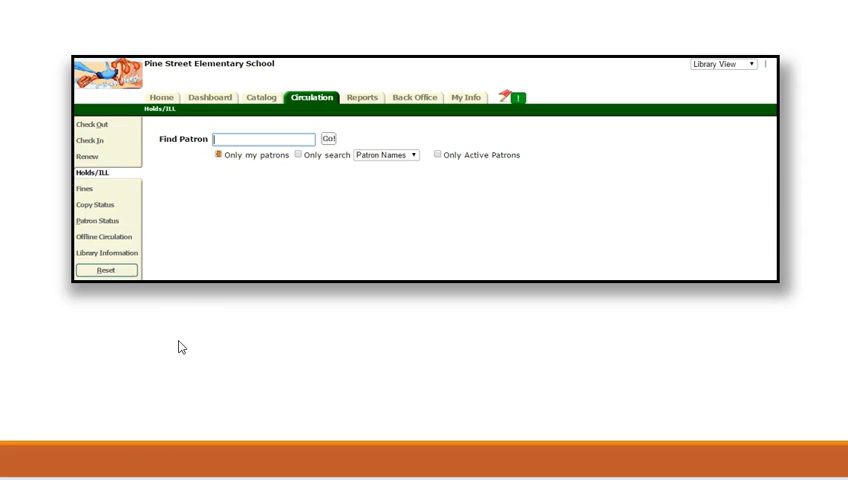 Pine Street Elementary School
Library View
Home Dashboard Catalog Circulation Reports Back Office My Info !
Holds/ILL
Check Out
Check In
Renew
Holds/ILL
Fines
Copy Status
Patron Status
Offline Circulation
Library Information
Reset
Find Patron Go!
Only my patrons Only search Patron Names Only Active Patrons